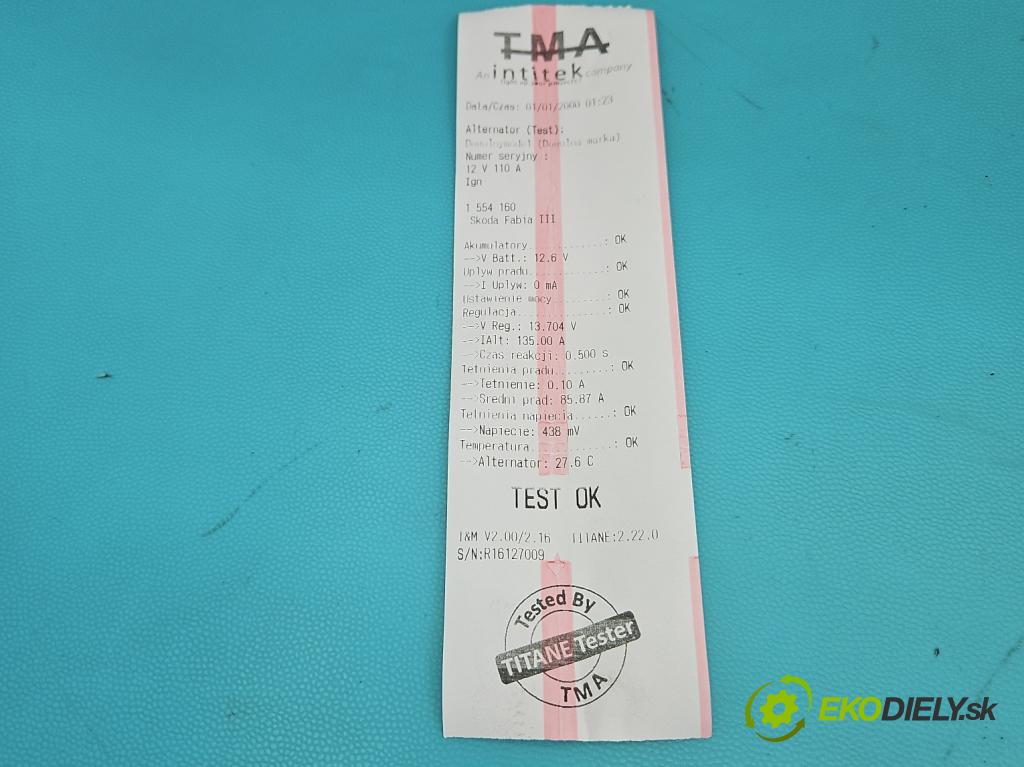 TMA
An intitek company
Data/Czas: 01/01/2000 01:23
Alternator (Test):
Dowolnymodel (Dowolna marka)
Numer seryjny :
12 V 110 A
Ign
1 554 160
Skoda Fabia III
Akumulatory.............: OK
-->V Batt.: 12.6 V
Uplyw pradu.............: OK
-->I Uplyw: 0 mA
Ustawienie mocy.........: OK
Regulacja...............: OK
-->V Reg.: 13.704 V
-->IAlt: 135.00 A
-->Czas reakcji: 0.500 s
Tetnienia pradu.........: OK
-->Tetnienie: 0.10 A
-->Sredni prad: 85.87 A
Tetnienia napiecia......: OK
-->Napiecie: 438 mV
Temperatura.............: OK
-->Alternator: 27.6 C
TEST OK
I&M V2.00/2.16 TITANE:2.22.0
S/N:R16127009
Tested By
TITANE Tester
TMA
EKODIELY.sk